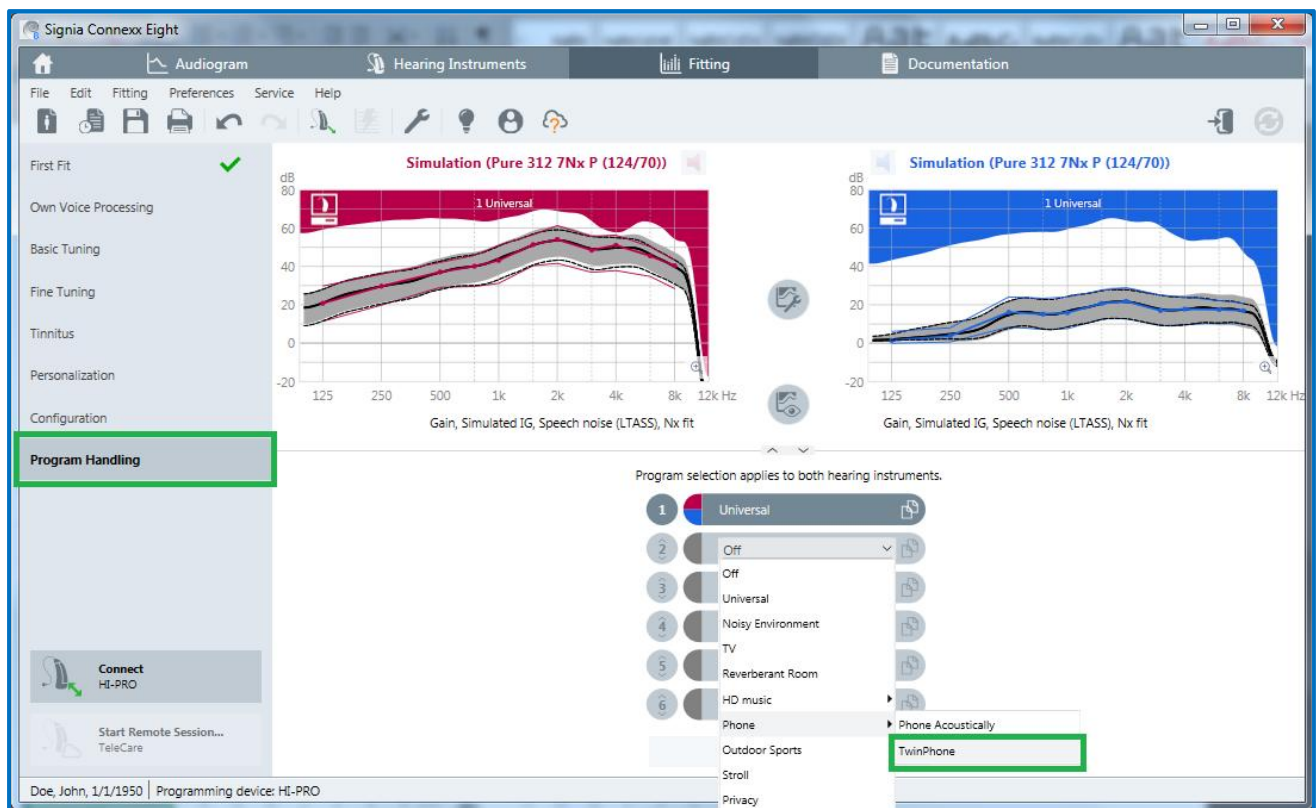 Signia Connexx Eight
Audiogram
Hearing Instruments
Fitting
Documentation
File Edit Fitting Preferences Service Help
First Fit
Own Voice Processing
Basic Tuning
Fine Tuning
Tinnitus
Personalization
Configuration
Program Handling
Connect
HI-PRO
Start Remote Session...
TeleCare
Simulation (Pure 312 7Nx P (124/70))
dB
80
60
40
20
0
-20
1 Universal
125 250 500 1k 2k 4k 8k 12k Hz
Gain, Simulated IG, Speech noise (LTASS), Nx fit
Simulation (Pure 312 7Nx P (124/70))
dB
80
60
40
20
0
-20
1 Universal
125 250 500 1k 2k 4k 8k 12k Hz
Gain, Simulated IG, Speech noise (LTASS), Nx fit
Program selection applies to both hearing instruments.
1 Universal
2 Off
3
4
5
6
Off
Universal
Noisy Environment
TV
Reverberant Room
HD music
Phone
Outdoor Sports
Stroll
Privacy
Phone Acoustically
TwinPhone
Doe, John, 1/1/1950 Programming device: HI-PRO